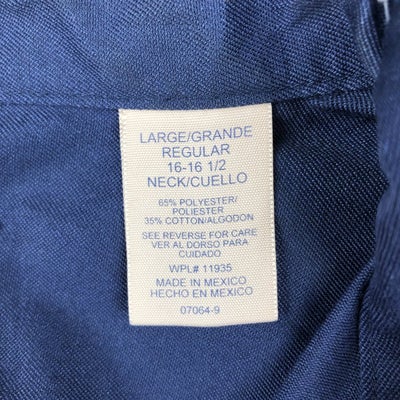 LARGE/GRANDE
REGULAR
16-16 1/2
NECK/CUELLO
65% POLYESTER/
POLIESTER
35% COTTON/ALGODON
SEE REVERSE FOR CARE
VER AL DORSO PARA
CUIDADO
WPL# 11935
MADE IN MEXICO
HECHO EN MEXICO
07064-9